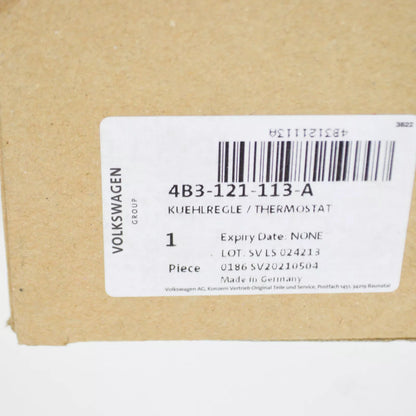 3822
4B3121113A
4B3-121-113-A
KUEHLREGLE / THERMOSTAT
1 Expiry Date: NONE
LOT. SV LS 024213
Piece 0186 SV20210504
Made in Germany
Volkswagen AG, Konzern Vertrieb Original Teile und Service, Postfach 1451, 34219 Baunatal
VOLKSWAGEN
GROUP